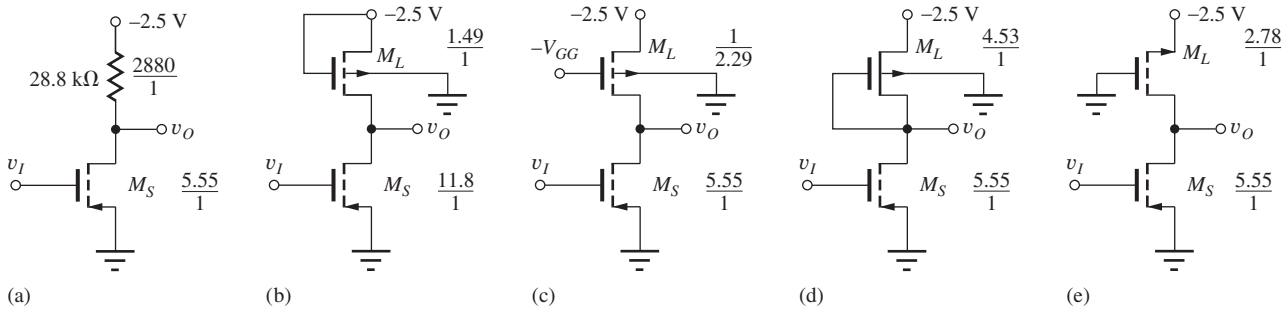 −2.5 V
28.8 kΩ
2880
1
v_O
v_I
M_S
5.55
1
(a)
−2.5 V
M_L
1.49
1
v_O
v_I
M_S
11.8
1
(b)
−2.5 V
−V_GG
M_L
1
2.29
v_O
v_I
M_S
5.55
1
(c)
−2.5 V
M_L
4.53
1
v_O
v_I
M_S
5.55
1
(d)
−2.5 V
M_L
2.78
1
v_O
v_I
M_S
5.55
1
(e)